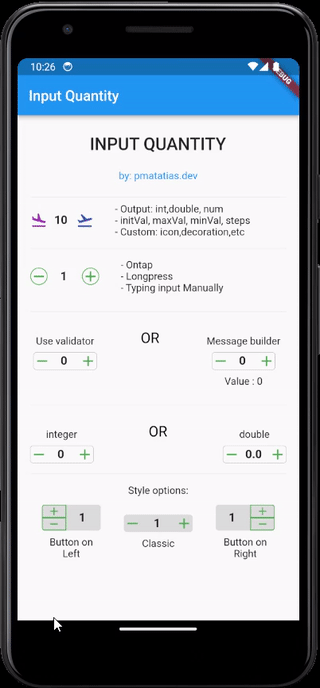 10:26
DEBUG
Input Quantity
INPUT QUANTITY
by: pmatatias.dev
10
- Output: int,double, num
- initVal, maxVal, minVal, steps
- Custom: icon,decoration,etc
1
- Ontap
- Longpress
- Typing input Manually
Use validator
OR
Message builder
0
0
Value : 0
integer
OR
double
0
0.0
Style options:
1
1
1
Button on
Left
Classic
Button on
Right